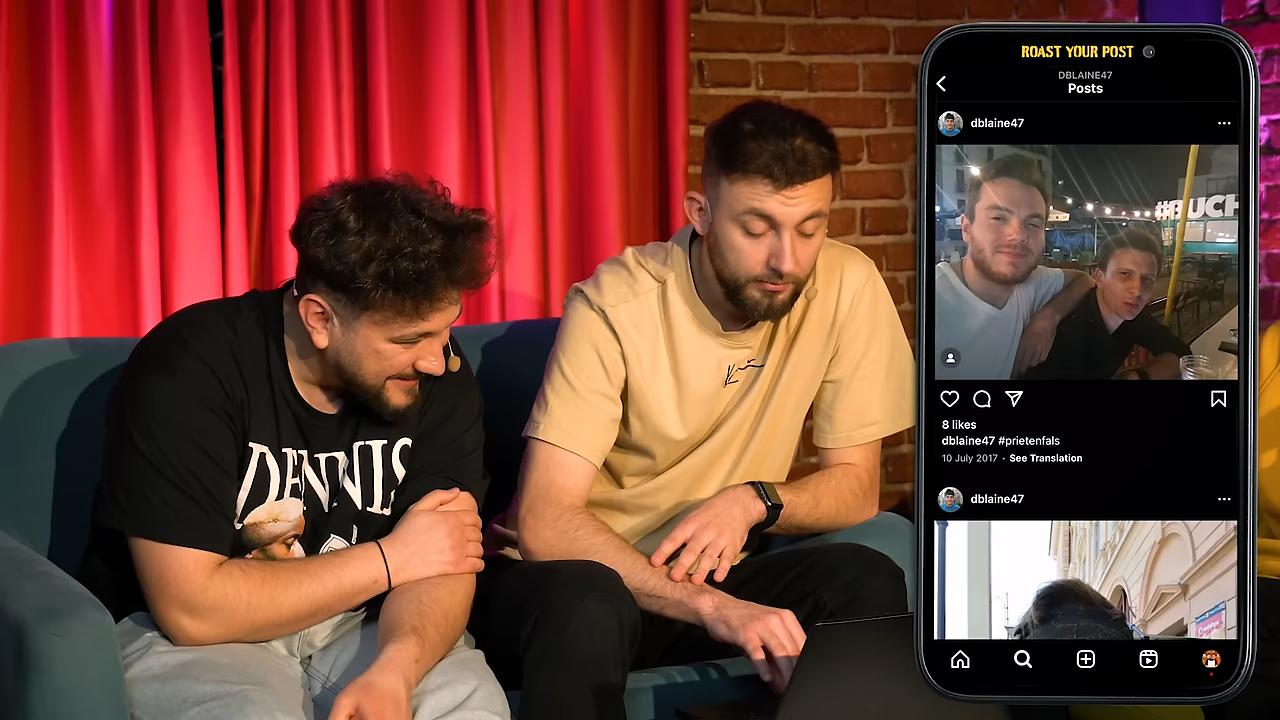 DENNIS
ROAST YOUR POST
DBLAINE47
Posts
dblaine47
#BUCH
8 likes
dblaine47 #prietenfals
10 July 2017 · See Translation
dblaine47